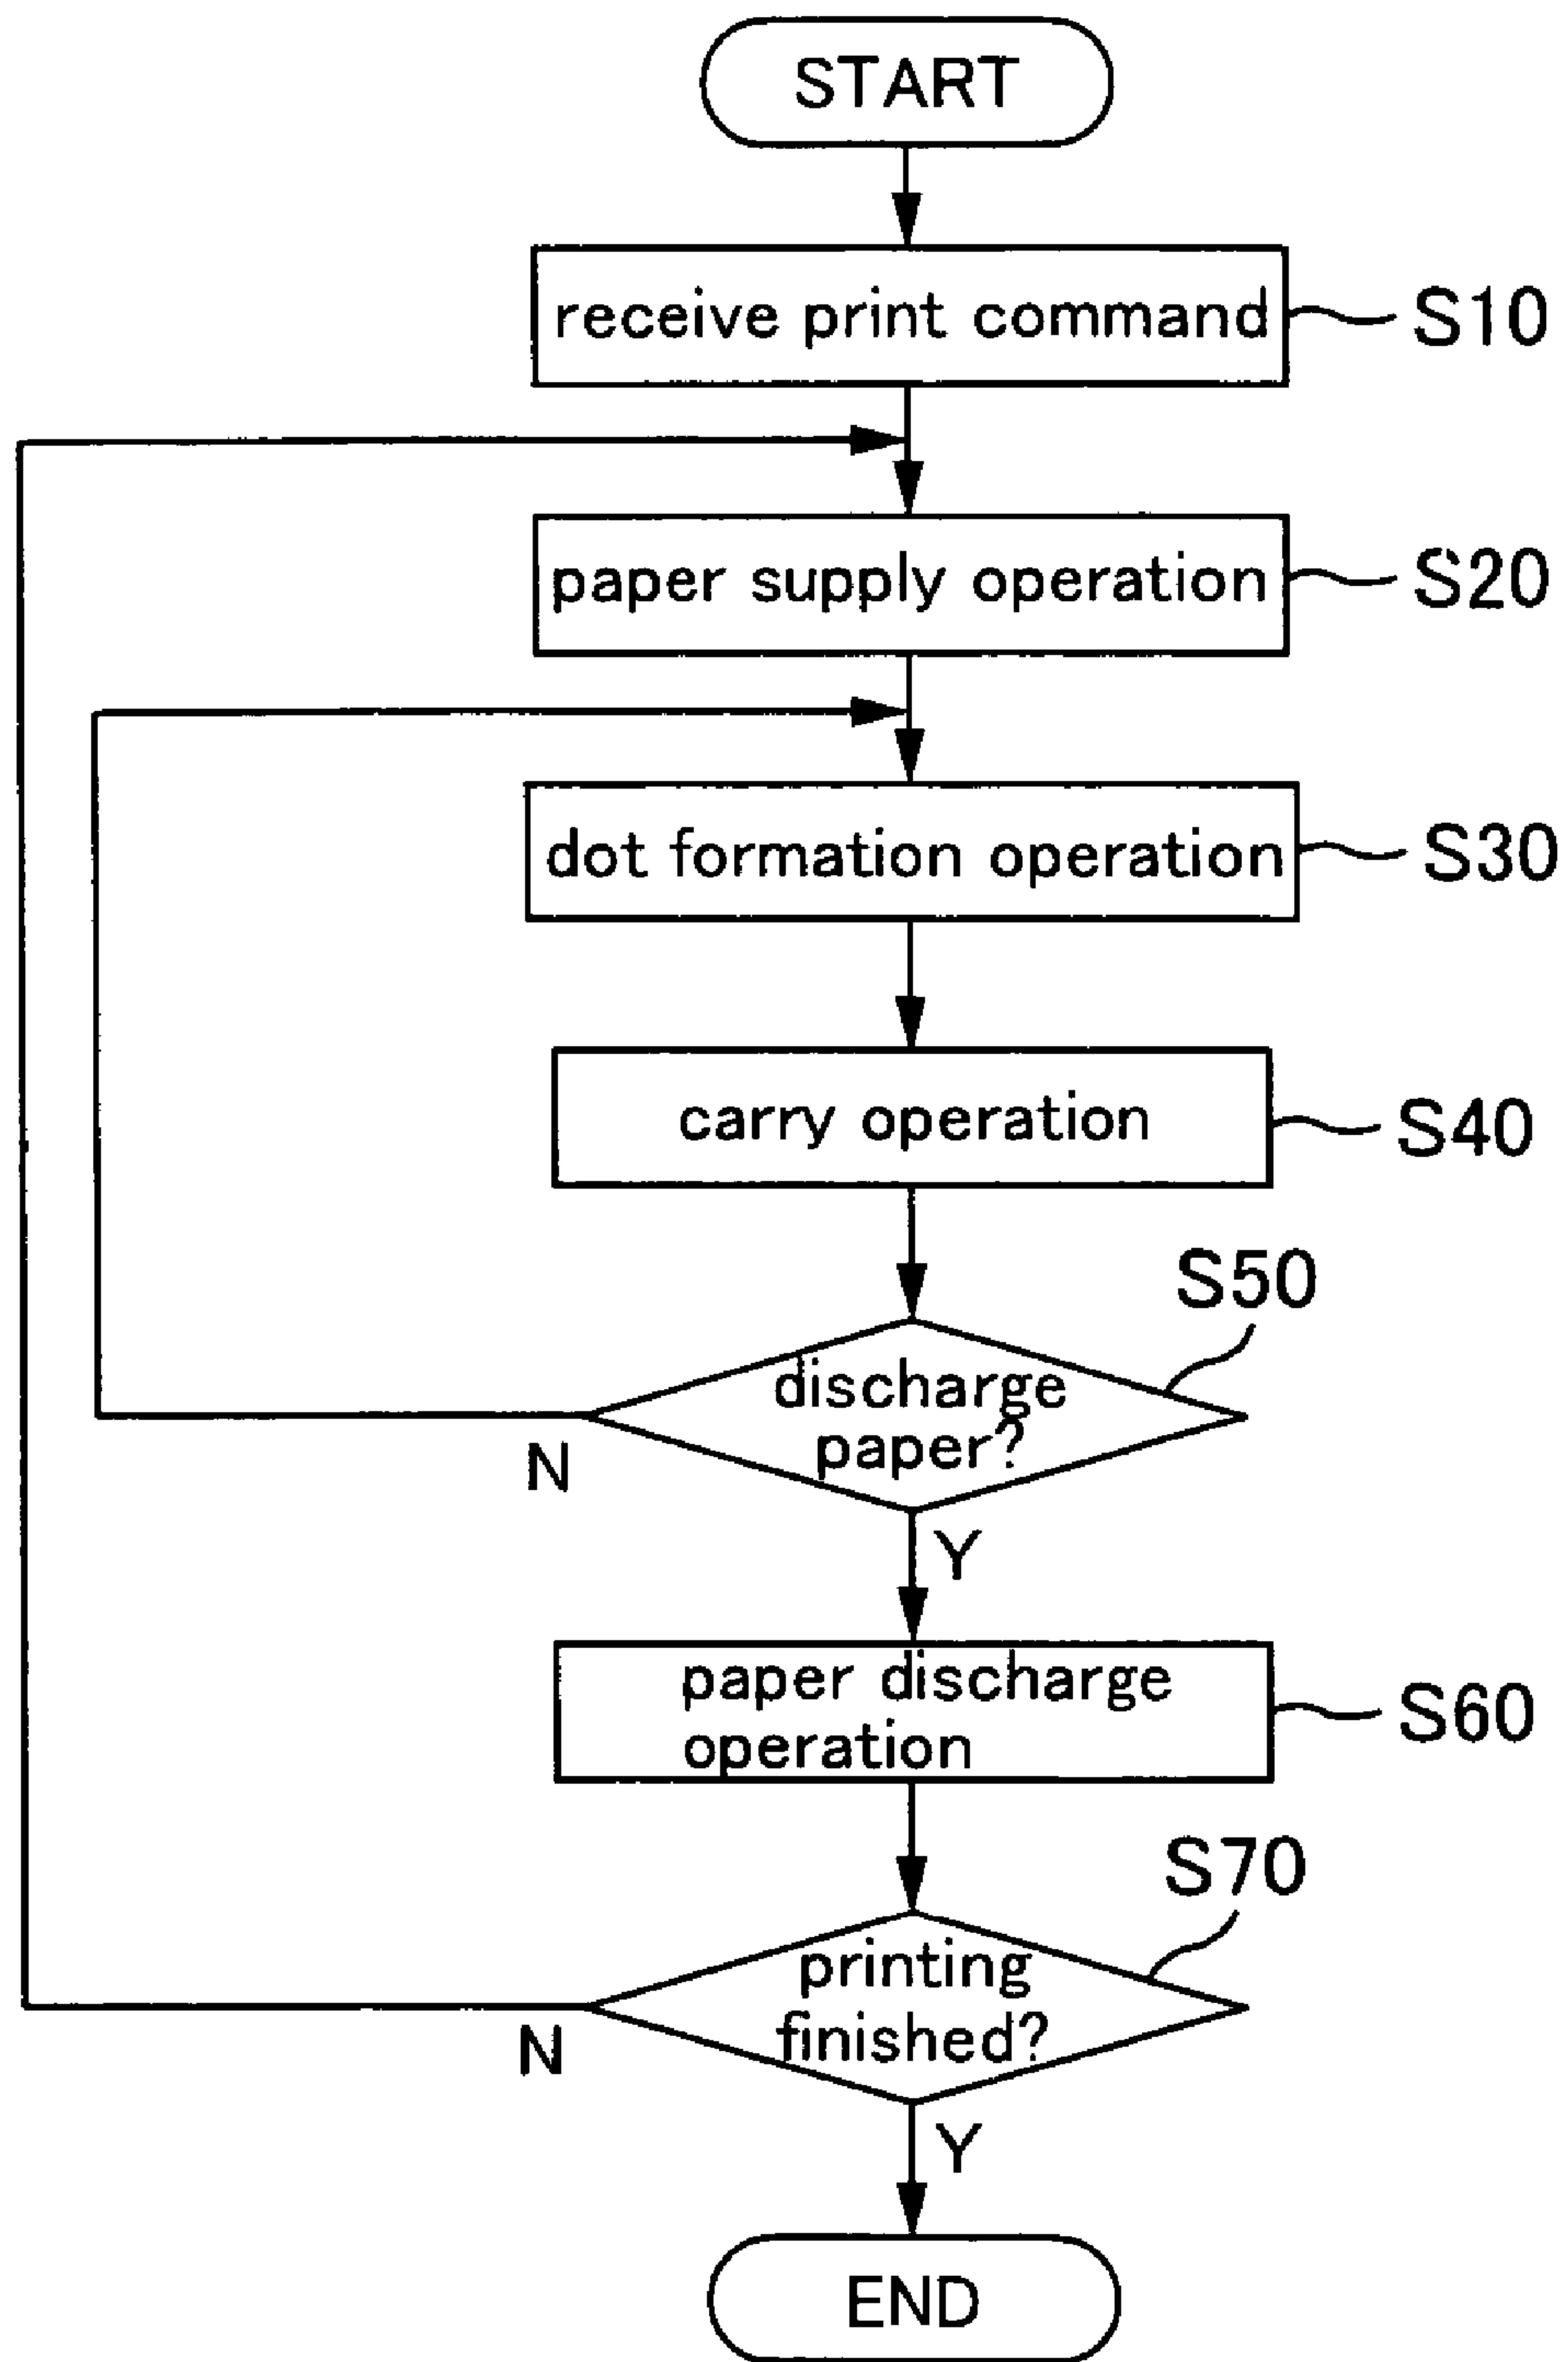 START
receive print command
S10
paper supply operation
S20
dot formation operation
S30
carry operation
S40
S50
discharge
paper?
N
Y
paper discharge
operation
S60
S70
printing
finished?
N
Y
END